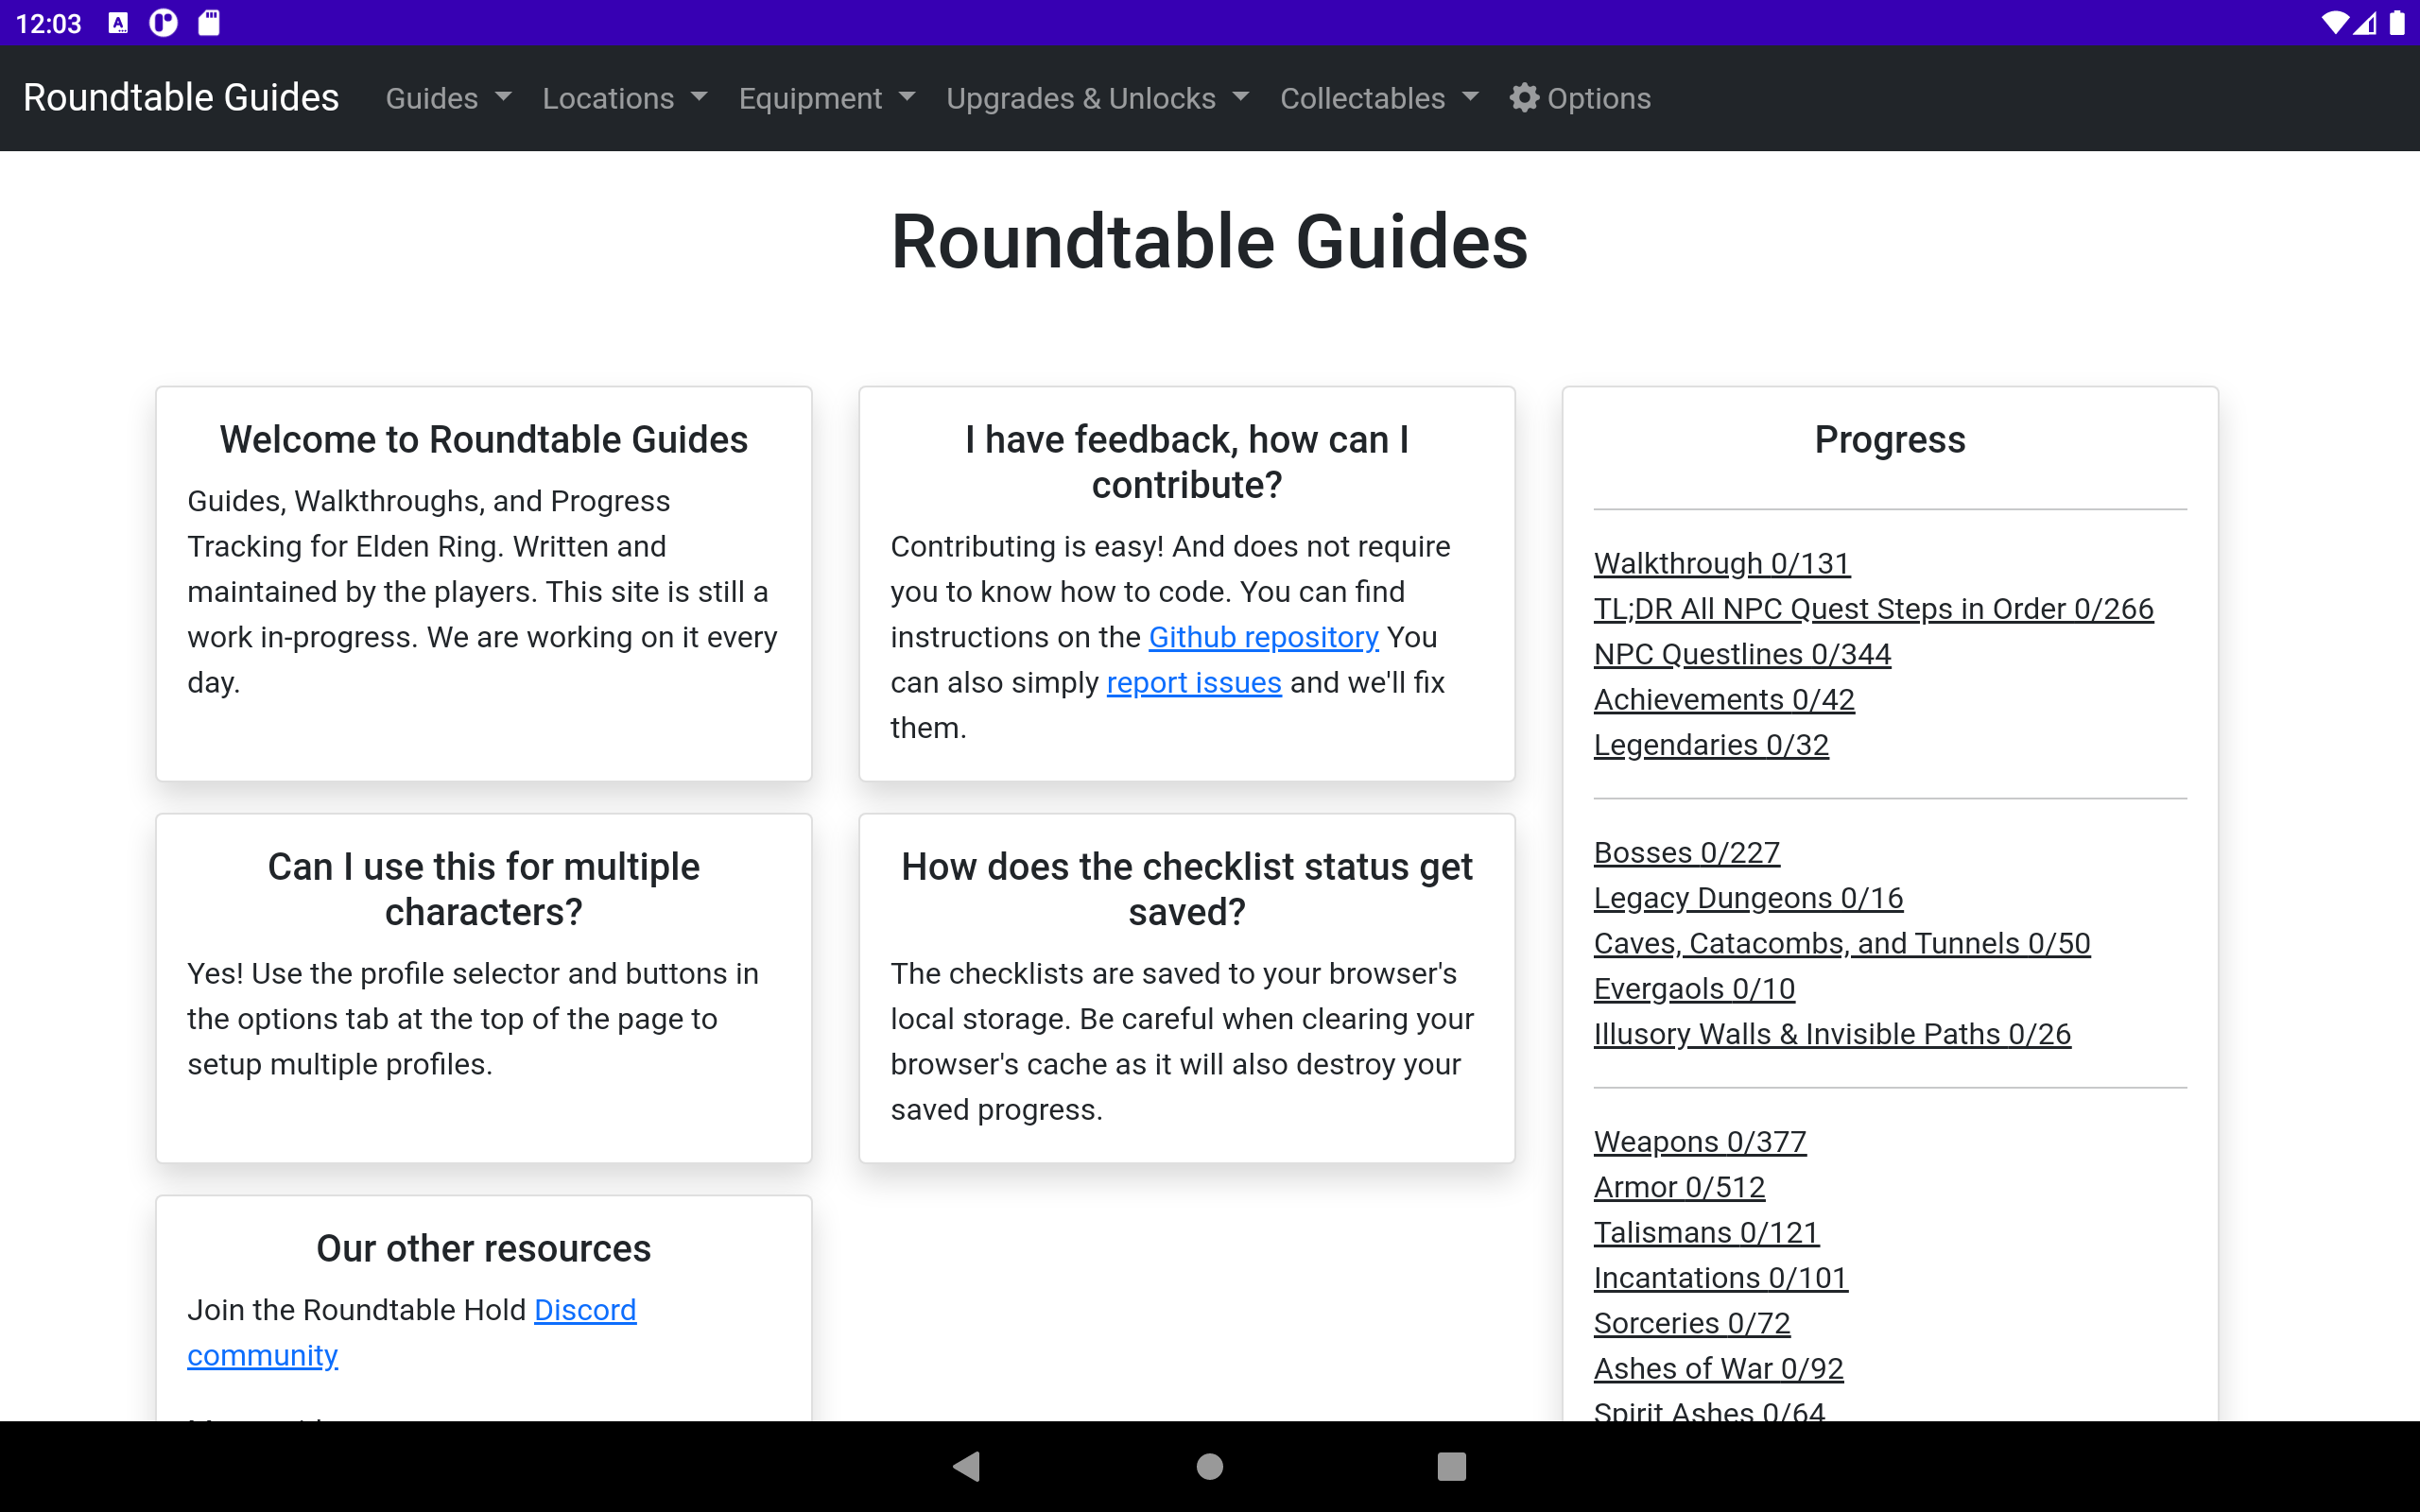 12:03
Roundtable Guides Guides Locations Equipment Upgrades & Unlocks Collectables Options
Roundtable Guides
Welcome to Roundtable Guides
Guides, Walkthroughs, and Progress
Tracking for Elden Ring. Written and
maintained by the players. This site is still a
work in-progress. We are working on it every
day.
I have feedback, how can I
contribute?
Contributing is easy! And does not require
you to know how to code. You can find
instructions on the Github repository You
can also simply report issues and we'll fix
them.
Can I use this for multiple
characters?
Yes! Use the profile selector and buttons in
the options tab at the top of the page to
setup multiple profiles.
How does the checklist status get
saved?
The checklists are saved to your browser's
local storage. Be careful when clearing your
browser's cache as it will also destroy your
saved progress.
Our other resources
Join the Roundtable Hold Discord
community
Progress
Walkthrough 0/131
TL;DR All NPC Quest Steps in Order 0/266
NPC Questlines 0/344
Achievements 0/42
Legendaries 0/32
Bosses 0/227
Legacy Dungeons 0/16
Caves, Catacombs, and Tunnels 0/50
Evergaols 0/10
Illusory Walls & Invisible Paths 0/26
Weapons 0/377
Armor 0/512
Talismans 0/121
Incantations 0/101
Sorceries 0/72
Ashes of War 0/92
Spirit Ashes 0/64